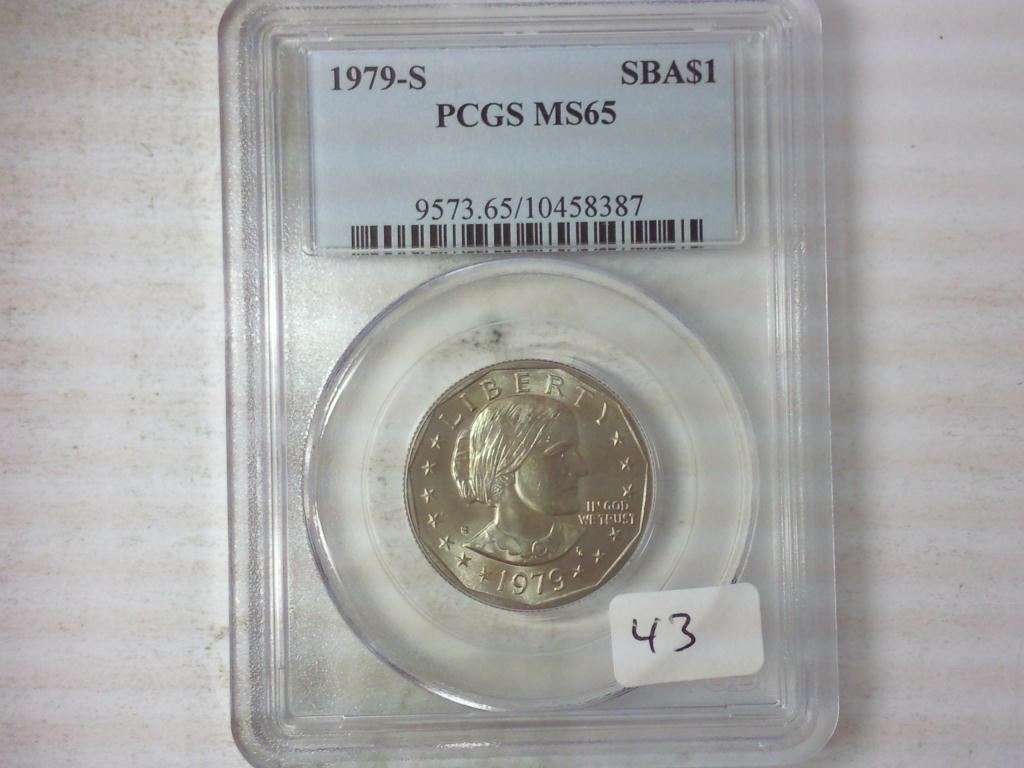 1979-S SBA$1
PCGS MS65
9573.65/10458387
LIBERTY
IN GOD
WE TRUST
S
1979
43